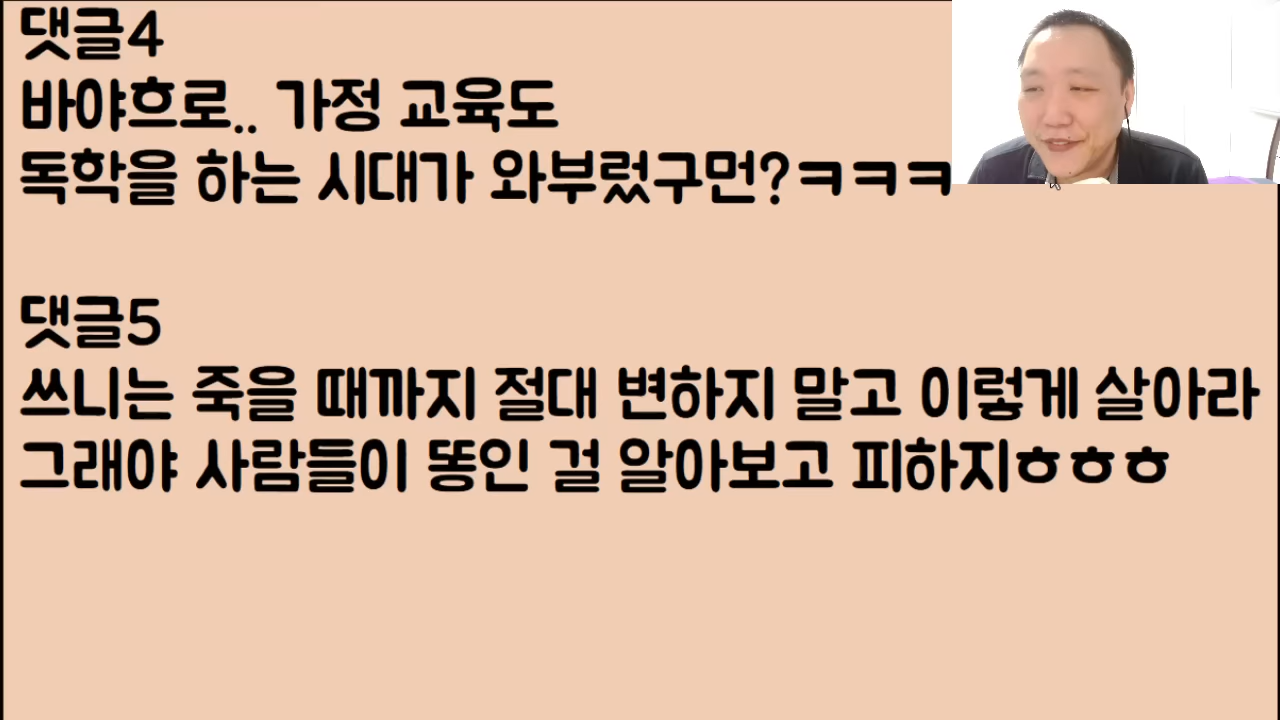 댓글4
바야흐로.. 가정 교육도
독학을 하는 시대가 와부렀구먼?ㅋㅋㅋ
댓글5
쓰니는 죽을 때까지 절대 변하지 말고 이렇게 살아라
그래야 사람들이 똥인 걸 알아보고 피하지ㅎㅎㅎ